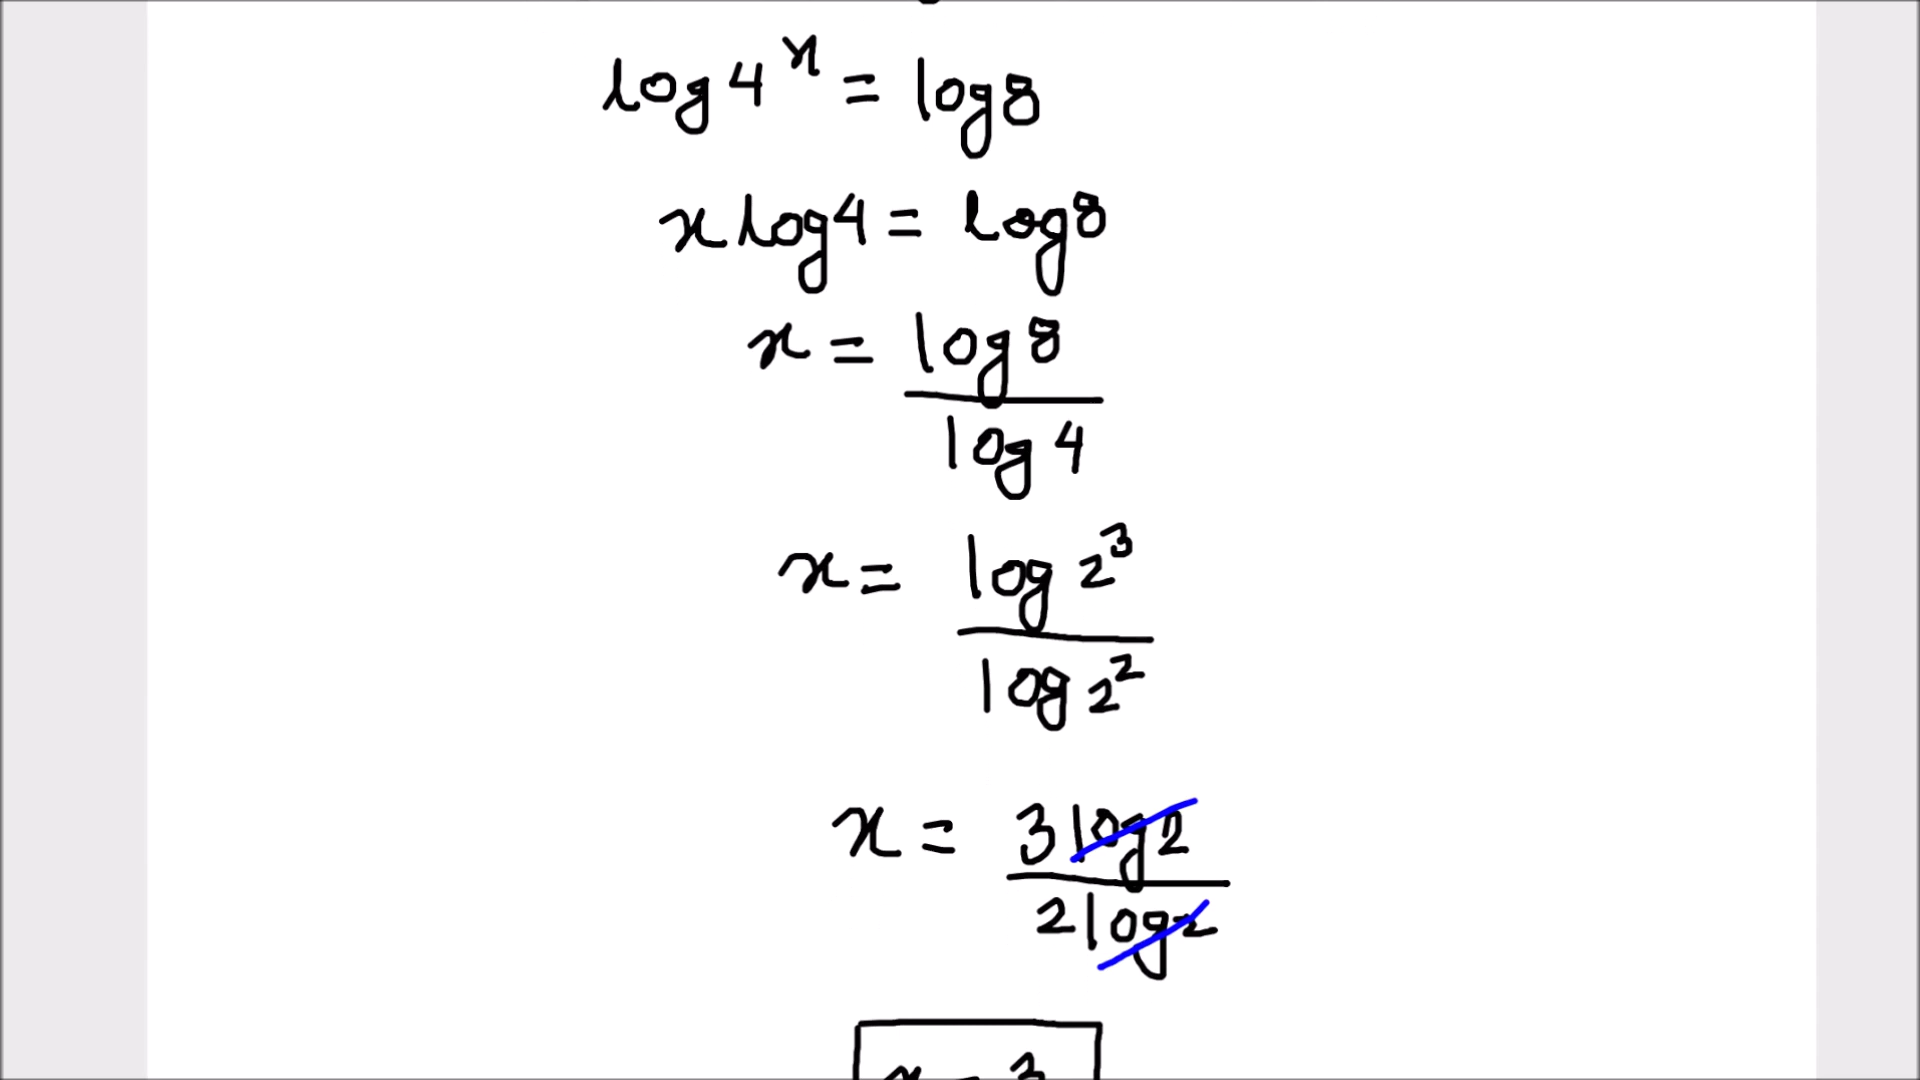 log 4^x = log 8
x log 4 = log 8
x = log 8 / log 4
x = log 2^3 / log 2^2
x = 3 log 2 / 2 log 2
x = 3